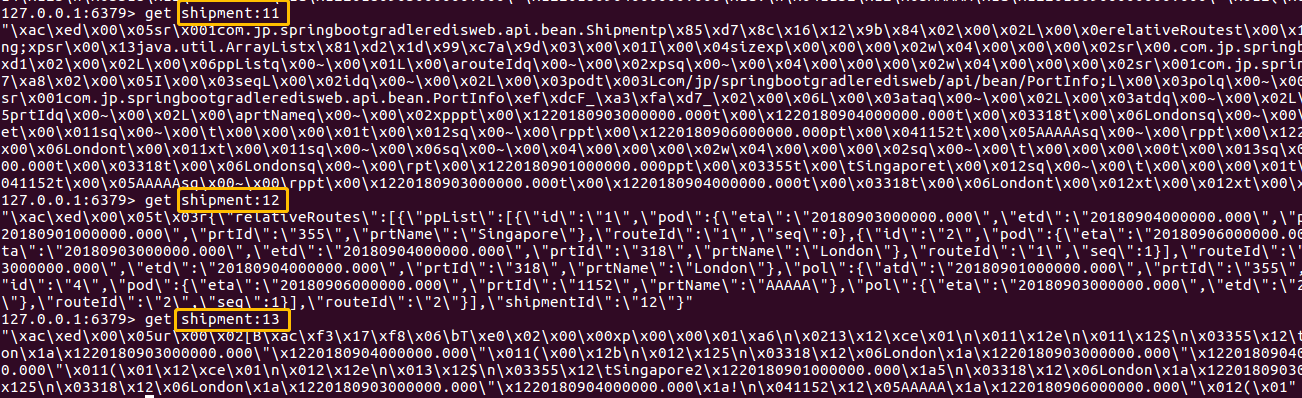 127.0.0.1:6379> get shipment:11
"\xac\xed\x00\x05sr\x001com.jp.springbootgradleredisweb.api.bean.Shipmentp\x85\xd7\x8c\x16\x12\x9b\x84\x02\x00\x02L\x00\x0erelativeRoutest\x00\x1
ng;xpsr\x00\x13java.util.ArrayListx\x81\xd2\x1d\x99\xc7a\x9d\x03\x00\x01I\x00\x04sizexp\x00\x00\x00\x02w\x04\x00\x00\x00\x02sr\x00.com.jp.springb
xd1\x02\x00\x02L\x00\x06ppListq\x00~\x00\x01L\x00\arouteIdq\x00~\x00\x02xpsq\x00~\x00\x04\x00\x00\x00\x02w\x04\x00\x00\x00\x02sr\x001com.jp.sprin
7\xa8\x02\x00\x05I\x00\x03seqL\x00\x02idq\x00~\x00\x02L\x00\x03podt\x003Lcom/jp/springbootgradleredisweb/api/bean/PortInfo;L\x00\x03polq\x00~\x00
sr\x001com.jp.springbootgradleredisweb.api.bean.PortInfo\xef\xdcF_\xa3\xfa\xd7_\x02\x00\x06L\x00\x03ataq\x00~\x00\x02L\x00\x03atdq\x00~\x00\x02L\
5prtIdq\x00~\x00\x02L\x00\aprtNameq\x00~\x00\x02xpppt\x00\x1220180903000000.000t\x00\x1220180904000000.000t\x00\x03318t\x00\x06Londonsq\x00~\x00\
et\x00\x011sq\x00~\x00\t\x00\x00\x00\x01t\x00\x012sq\x00~\x00\rppt\x00\x1220180906000000.000pt\x00\x041152t\x00\x05AAAAAsq\x00~\x00\rppt\x00\x122
x00\x06Londont\x00\x011xt\x00\x011sq\x00~\x00\x06sq\x00~\x00\x04\x00\x00\x00\x02w\x04\x00\x00\x00\x02sq\x00~\x00\t\x00\x00\x00\x00t\x00\x013sq\x0
00.000t\x00\x03318t\x00\x06Londonsq\x00~\x00\rpt\x00\x1220180901000000.000ppt\x00\x03355t\x00\tSingaporet\x00\x012sq\x00~\x00\t\x00\x00\x00\x01t\
041152t\x00\x05AAAAAsq\x00~\x00\rppt\x00\x1220180903000000.000t\x00\x1220180904000000.000t\x00\x03318t\x00\x06Londont\x00\x012xt\x00\x012xt\x00\x
127.0.0.1:6379> get shipment:12
"\xac\xed\x00\x05t\x03r{\"relativeRoutes\":[{\"ppList\":[{\"id\":\"1\",\"pod\":{\"eta\":\"20180903000000.000\",\"etd\":\"20180904000000.000\",\"p
20180901000000.000\",\"prtId\":\"355\",\"prtName\":\"Singapore\"},\"routeId\":\"1\",\"seq\":0},{\"id\":\"2\",\"pod\":{\"eta\":\"20180906000000.00
ta\":\"20180903000000.000\",\"etd\":\"20180904000000.000\",\"prtId\":\"318\",\"prtName\":\"London\"},\"routeId\":\"1\",\"seq\":1}],\"routeId\":\"
3000000.000\",\"etd\":\"20180904000000.000\",\"prtId\":\"318\",\"prtName\":\"London\"},\"pol\":{\"atd\":\"20180901000000.000\",\"prtId\":\"355\",
"id\":\"4\",\"pod\":{\"eta\":\"20180906000000.000\",\"prtId\":\"1152\",\"prtName\":\"AAAAA\"},\"pol\":{\"eta\":\"20180903000000.000\",\"etd\":\"2
\"},\"routeId\":\"2\",\"seq\":1}],\"routeId\":\"2\"}],\"shipmentId\":\"12\"}"
127.0.0.1:6379> get shipment:13
"\xac\xed\x00\x05ur\x00\x02[B\xac\xf3\x17\xf8\x06\bT\xe0\x02\x00\x00xp\x00\x00\x01\xa6\n\x0213\x12\xce\x01\n\x011\x12e\n\x011\x12$\n\x03355\x12\t
on\x1a\x1220180903000000.000\"\x1220180904000000.000\"\x011(\x00\x12b\n\x012\x125\n\x03318\x12\x06London\x1a\x1220180903000000.000\"\x12201809040
0.000\"\x011(\x01\x12\xce\x01\n\x012\x12e\n\x013\x12$\n\x03355\x12\tSingapore2\x1220180901000000.000\x1a5\n\x03318\x12\x06London\x1a\x12201809030
x125\n\x03318\x12\x06London\x1a\x1220180903000000.000\"\x1220180904000000.000\x1a!\n\x041152\x12\x05AAAAA\x1a\x1220180906000000.000\"\x012(\x01"